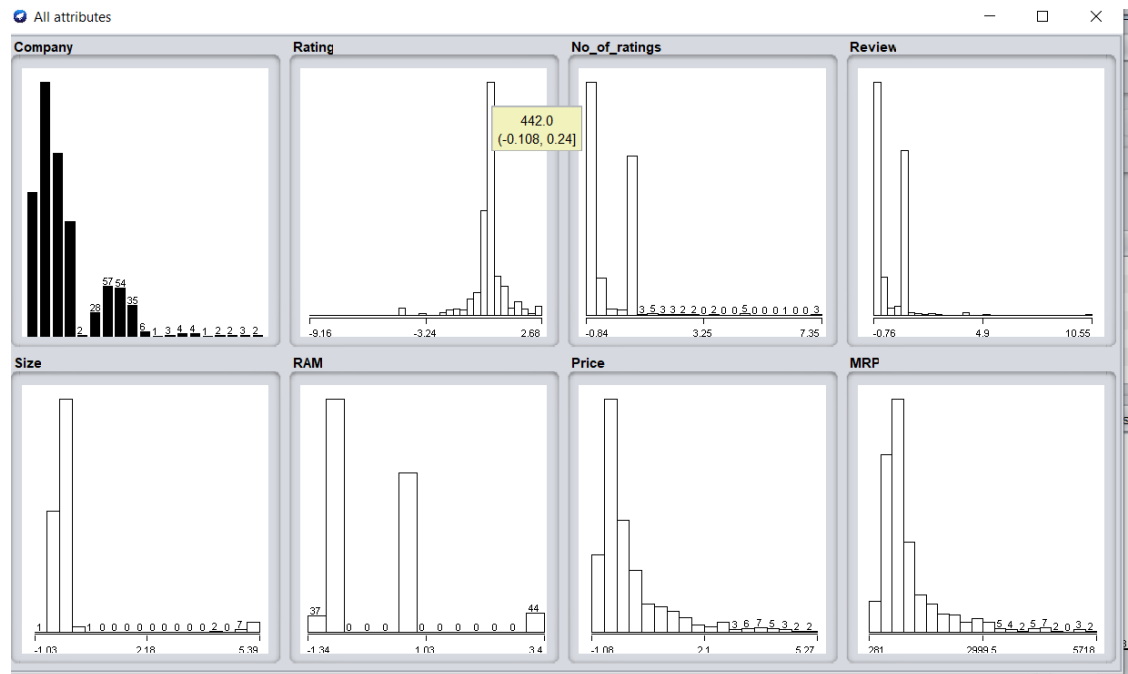 All attributes
Company Rating No_of_ratings Review
442.0
(-0.108, 0.24]
2 28 57 54 35 6 1 3 4 4 1 2 2 3 2
3 5 3 3 2 2 0 2 0 0 5 0 0 0 1 0 0 3
-9.16 -3.24 2.68
-0.84 3.25 7.35
-0.76 4.9 10.55
Size RAM Price MRP
1 1 0 0 0 0 0 0 0 0 0 2 0 7
37 0 0 0 0 0 0 0 0 44
3 6 7 5 3 2 2
5 4 2 5 7 2 0 3 2
-1.03 2.18 5.39
-1.34 1.03 3.4
-1.08 2.1 5.27
281 2999.5 5718